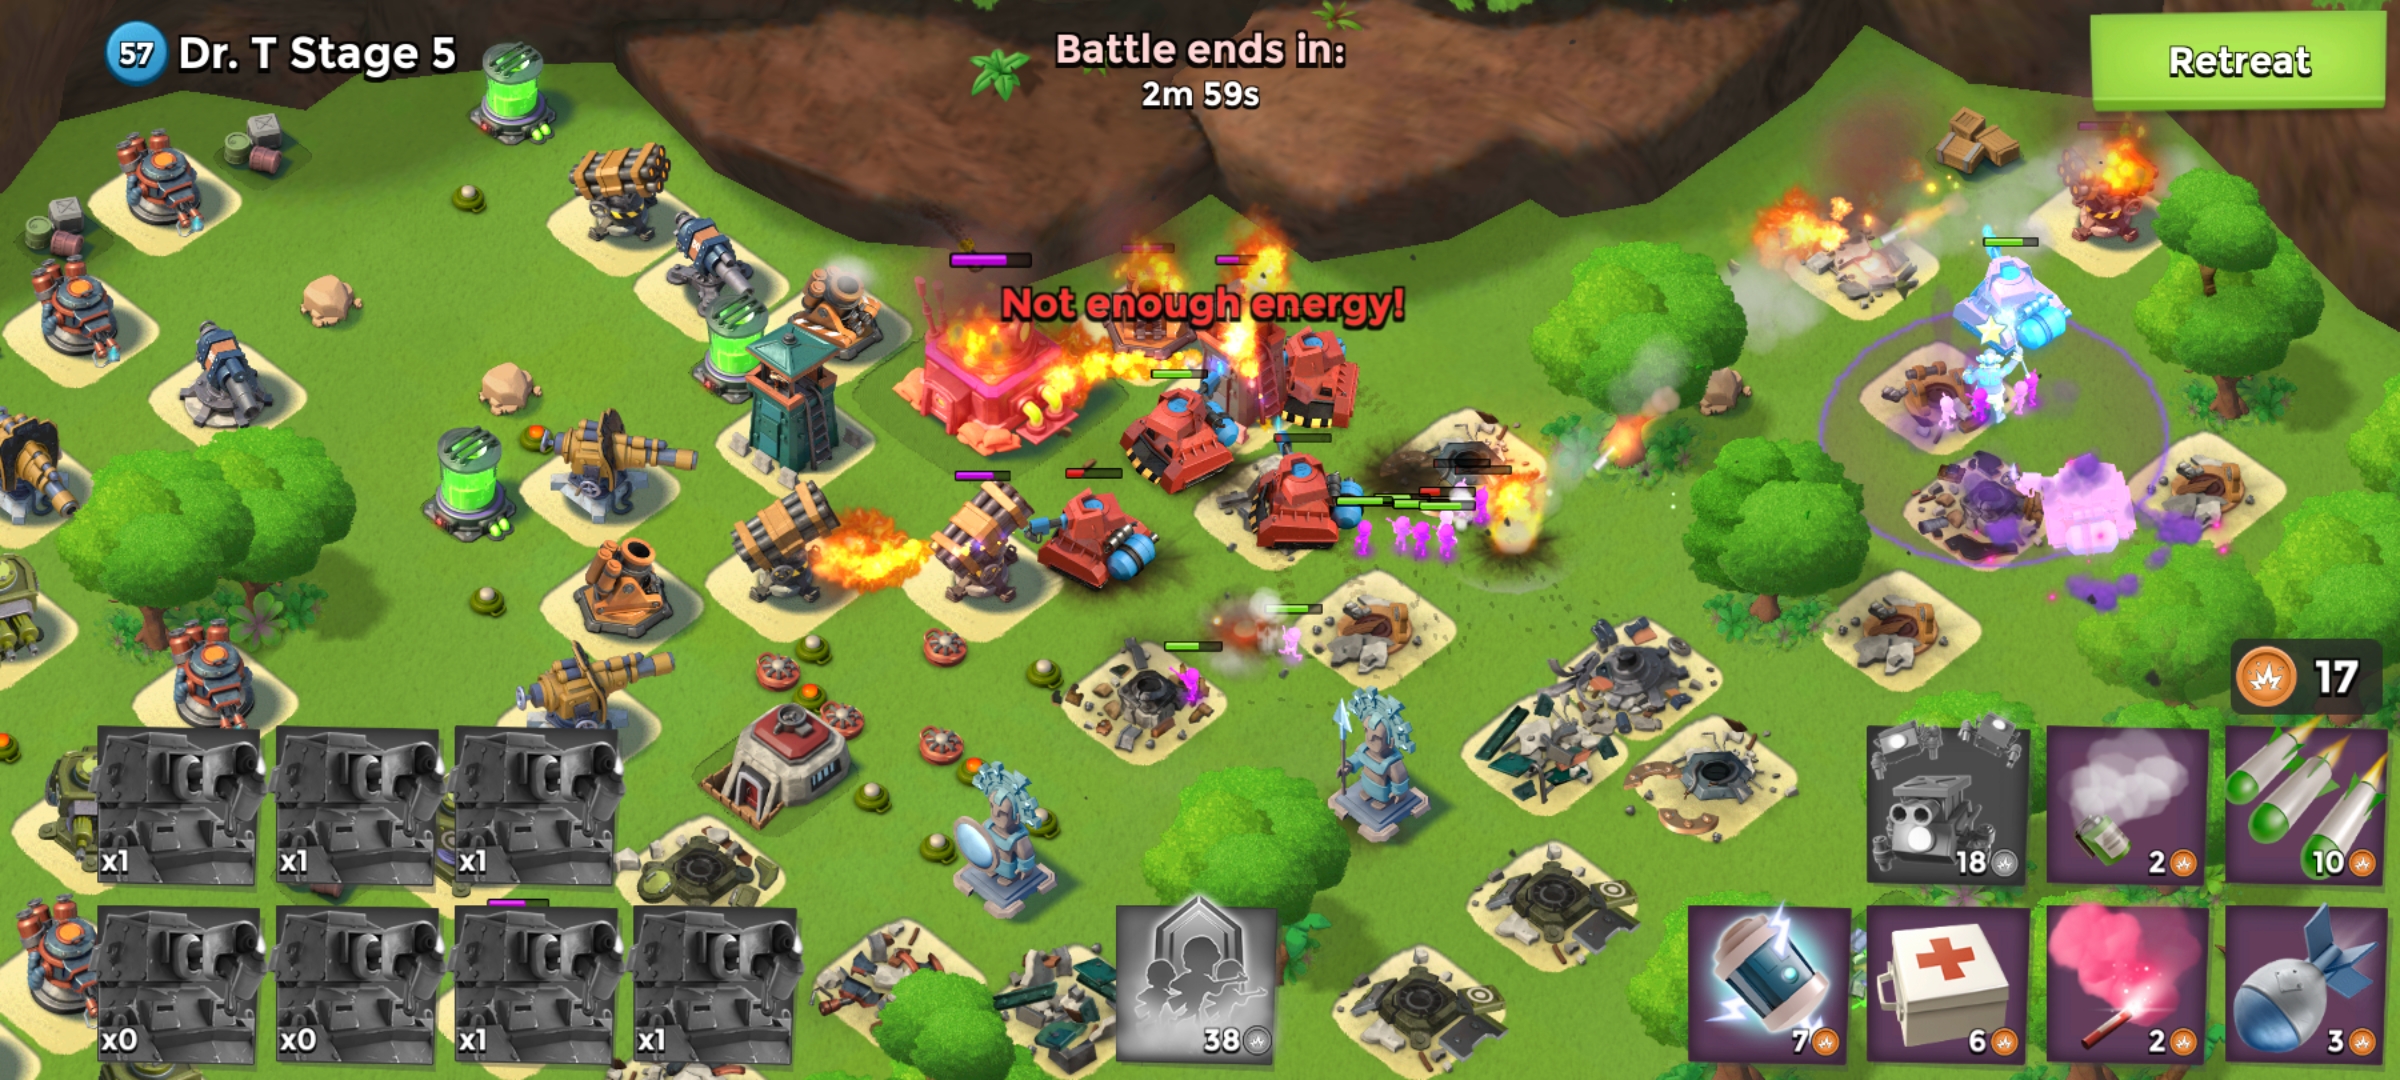 57 Dr. T Stage 5
Battle ends in:
2m 59s
Retreat
Not enough energy!
17
x1 x1 x1
18 2 10
x0 x0 x1 x1
38
7 6 2 3